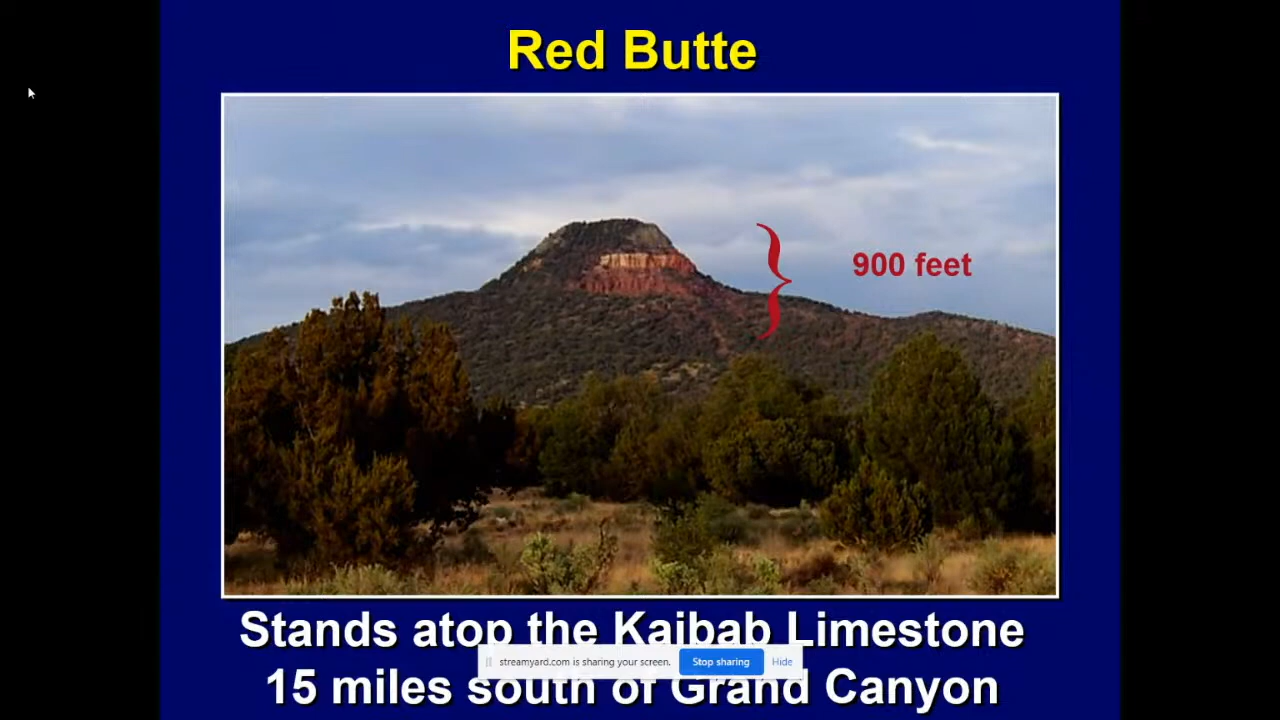 Red Butte
900 feet
Stands atop the Kaibab Limestone
streamyard.com is sharing your screen. Stop sharing Hide
15 miles south of Grand Canyon